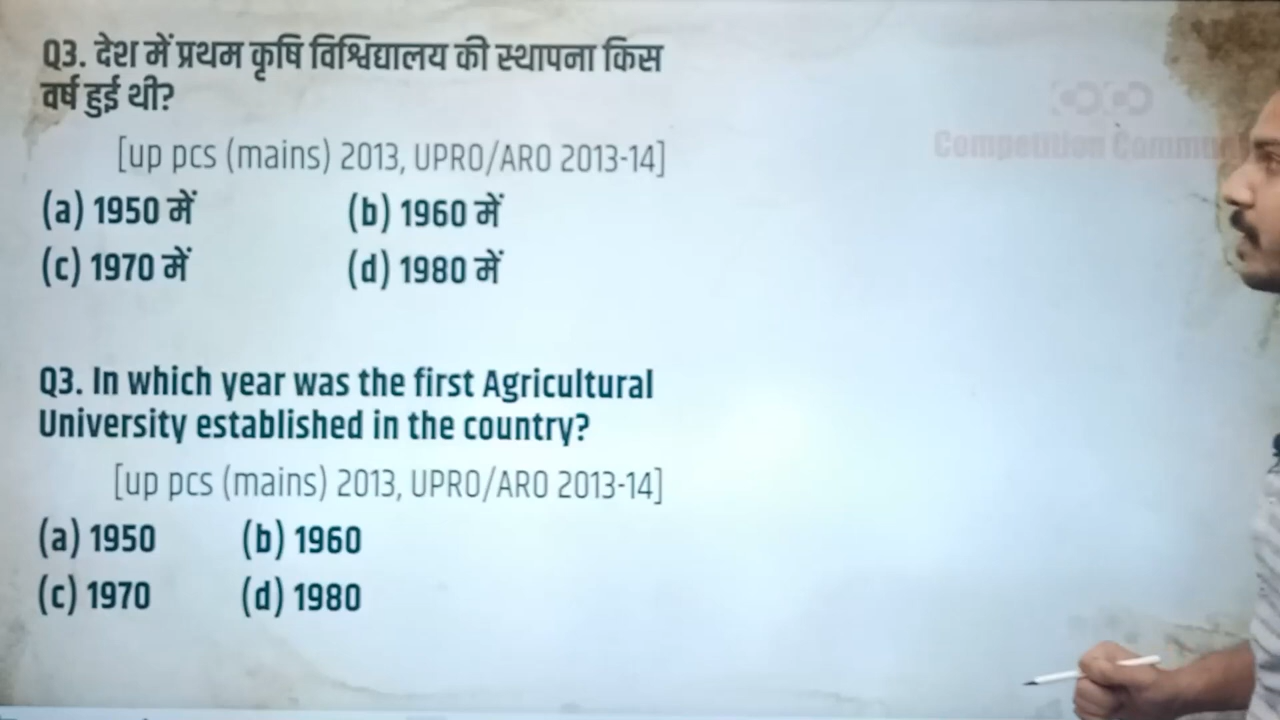 Q3. देश में प्रथम कृषि विश्विद्यालय की स्थापना किस
वर्ष हुई थी?
[up pcs (mains) 2013, UPRO/ARO 2013-14]
(a) 1950 में (b) 1960 में
(c) 1970 में (d) 1980 में
Competition
Q3. In which year was the first Agricultural
University established in the country?
[up pcs (mains) 2013, UPRO/ARO 2013-14]
(a) 1950 (b) 1960
(c) 1970 (d) 1980